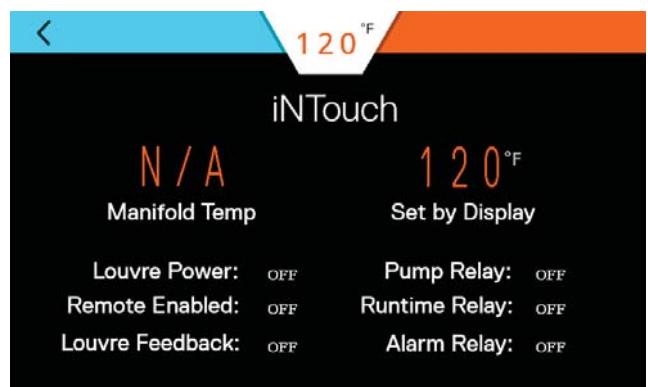 120°F
iNTouch
N/A 120°F
Manifold Temp Set by Display
Louvre Power: OFF Pump Relay: OFF
Remote Enabled: OFF Runtime Relay: OFF
Louvre Feedback: OFF Alarm Relay: OFF